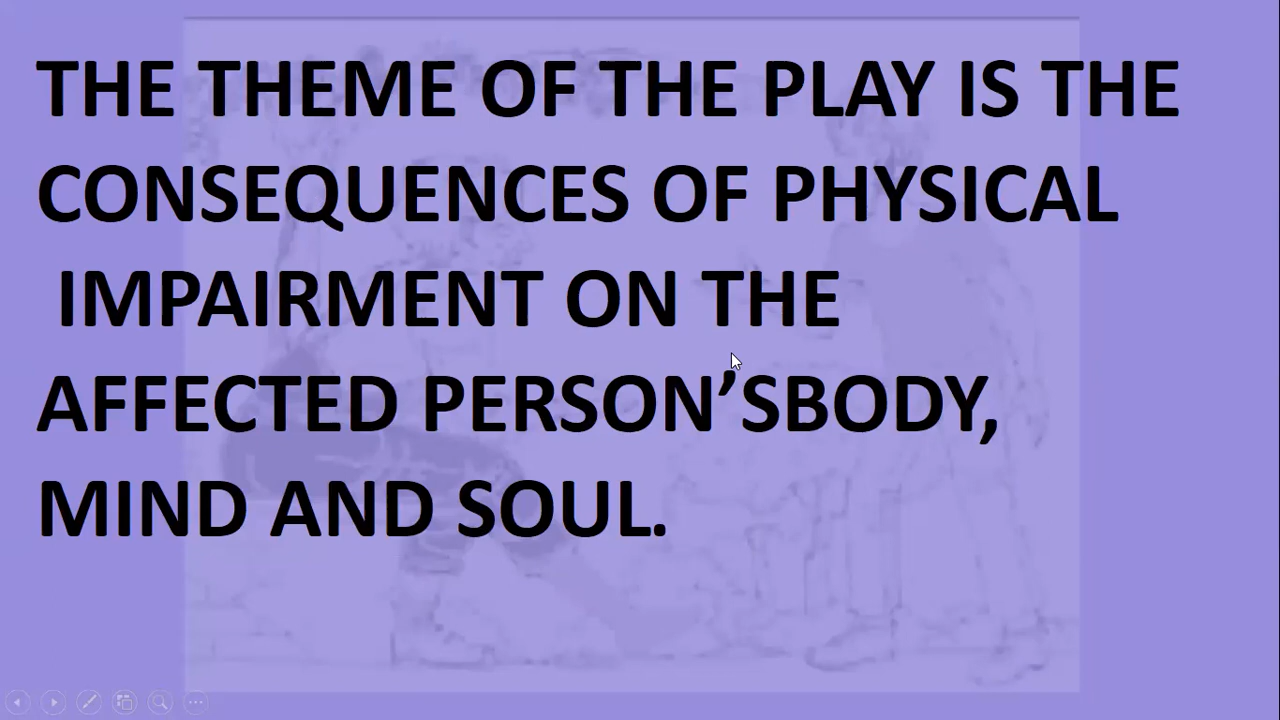 THE THEME OF THE PLAY IS THE
CONSEQUENCES OF PHYSICAL
IMPAIRMENT ON THE
AFFECTED PERSON’SBODY,
MIND AND SOUL.